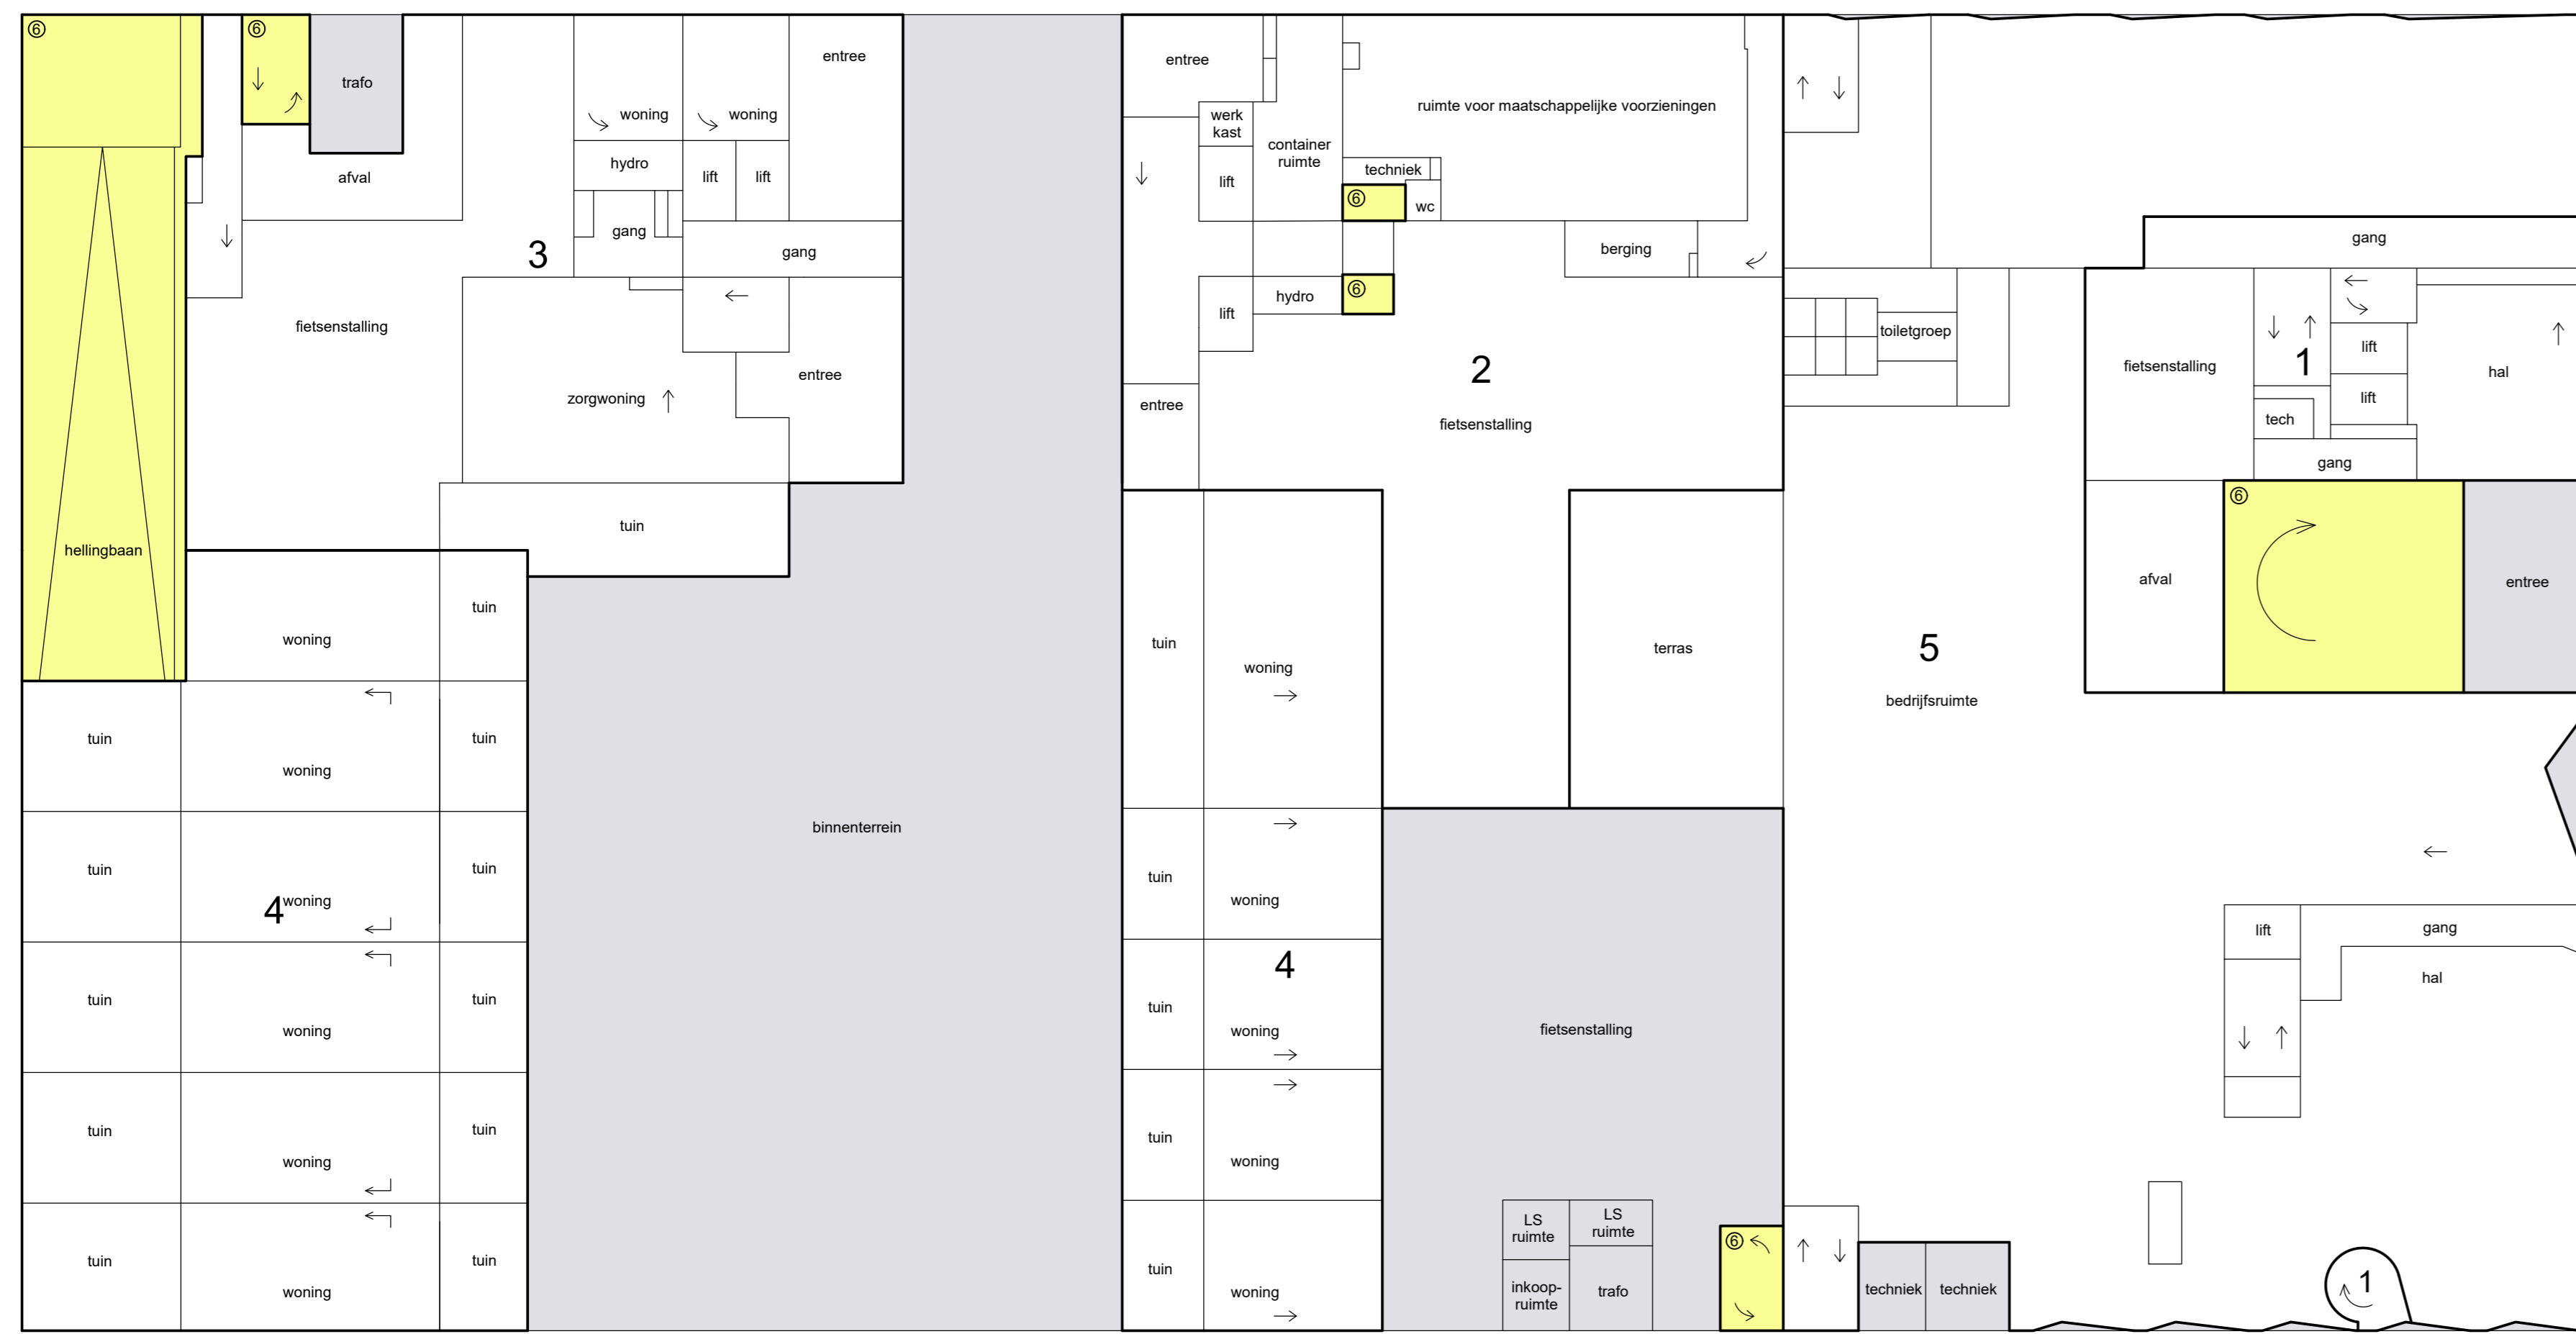 ⑥
⑥
trafo
afval
woning
woning
entree
hydro
lift
lift
gang
3
gang
fietsenstalling
zorgwoning
entree
tuin
hellingbaan
woning
tuin
tuin
woning
tuin
tuin
4
woning
tuin
tuin
woning
tuin
tuin
woning
tuin
tuin
woning
tuin
binnenterrein
entree
werk
kast
container
ruimte
lift
ruimte voor maatschappelijke voorzieningen
techniek
⑥
wc
berging
hydro
⑥
lift
2
entree
fietsenstalling
tuin
woning
terras
tuin
woning
4
tuin
woning
tuin
woning
tuin
woning
fietsenstalling
LS
ruimte
LS
ruimte
inkoop-
ruimte
trafo
⑥
toiletgroep
5
bedrijfsruimte
gang
fietsenstalling
1
lift
lift
hal
tech
gang
⑥
afval
entree
lift
gang
hal
techniek
techniek
1